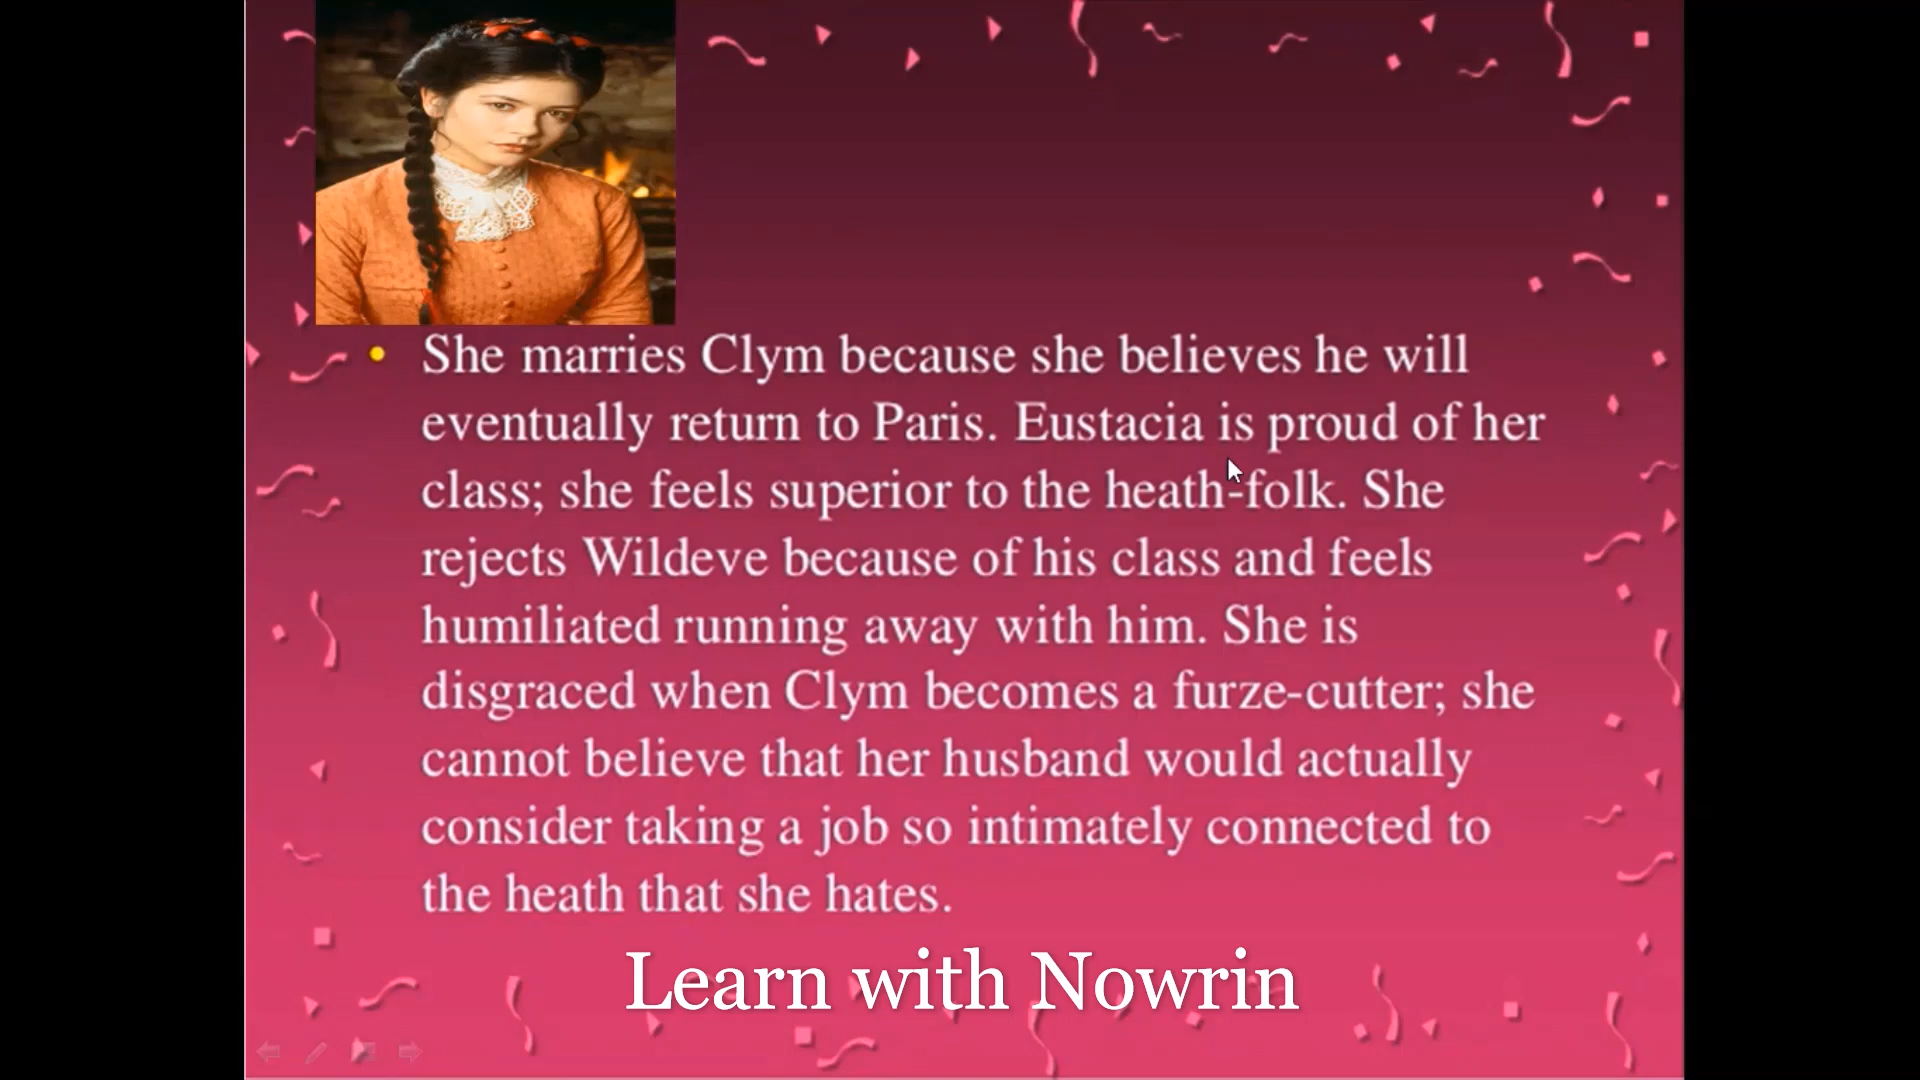 She marries Clym because she believes he will
eventually return to Paris. Eustacia is proud of her
class; she feels superior to the heath-folk. She
rejects Wildeve because of his class and feels
humiliated running away with him. She is
disgraced when Clym becomes a furze-cutter; she
cannot believe that her husband would actually
consider taking a job so intimately connected to
the heath that she hates.
Learn with Nowrin